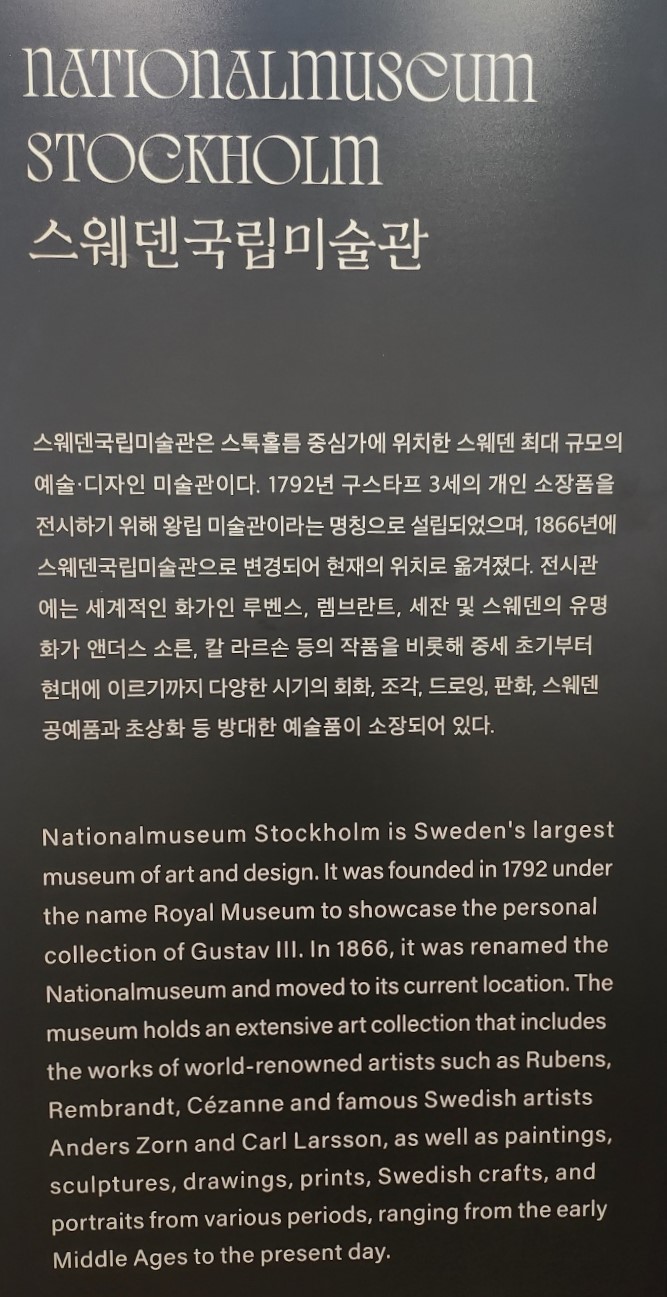 NATIONALMUSEUM
STOCKHOLM
스웨덴국립미술관
스웨덴국립미술관은 스톡홀름 중심가에 위치한 스웨덴 최대 규모의
예술·디자인 미술관이다. 1792년 구스타프 3세의 개인 소장품을
전시하기 위해 왕립 미술관이라는 명칭으로 설립되었으며, 1866년에
스웨덴국립미술관으로 변경되어 현재의 위치로 옮겨졌다. 전시관
에는 세계적인 화가인 루벤스, 렘브란트, 세잔 및 스웨덴의 유명
화가 앤더스 소른, 칼 라르손 등의 작품을 비롯해 중세 초기부터
현대에 이르기까지 다양한 시기의 회화, 조각, 드로잉, 판화, 스웨덴
공예품과 초상화 등 방대한 예술품이 소장되어 있다.
Nationalmuseum Stockholm is Sweden's largest
museum of art and design. It was founded in 1792 under
the name Royal Museum to showcase the personal
collection of Gustav III. In 1866, it was renamed the
Nationalmuseum and moved to its current location. The
museum holds an extensive art collection that includes
the works of world-renowned artists such as Rubens,
Rembrandt, Cézanne and famous Swedish artists
Anders Zorn and Carl Larsson, as well as paintings,
sculptures, drawings, prints, Swedish crafts, and
portraits from various periods, ranging from the early
Middle Ages to the present day.